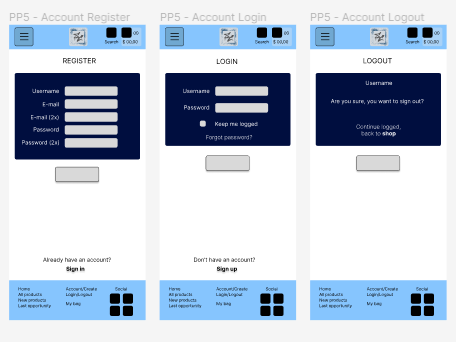 PP5 - Account Register
00
Search
£ 00,00
REGISTER
Username
E-mail
E-mail (2x)
Password
Password (2x)
Already have an account?
Sign in
Home
All products
New products
Last opportunity
Account/Create
Login/Logout
My bag
Social
PP5 - Account Login
00
Search
£ 00,00
LOGIN
Username
Password
Keep me logged
Forgot password?
Don't have an account?
Sign up
Home
All products
New products
Last opportunity
Account/Create
Login/Logout
My bag
Social
PP5 - Account Logout
00
Search
£ 00,00
LOGOUT
Username
Are you sure, you want to sign out?
Continue logged,
back to shop
Home
All products
New products
Last opportunity
Account/Create
Login/Logout
My bag
Social